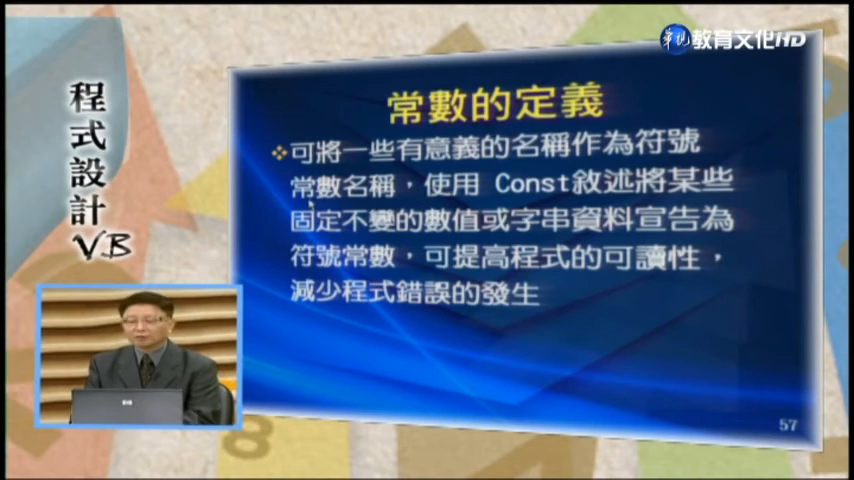 華視教育文化HD
程式設計
VB
常數的定義
可將一些有意義的名稱作為符號
常數名稱，使用 Const敘述將某些
固定不變的數值或字串資料宣告為
符號常數，可提高程式的可讀性，
減少程式錯誤的發生
57
hp
8